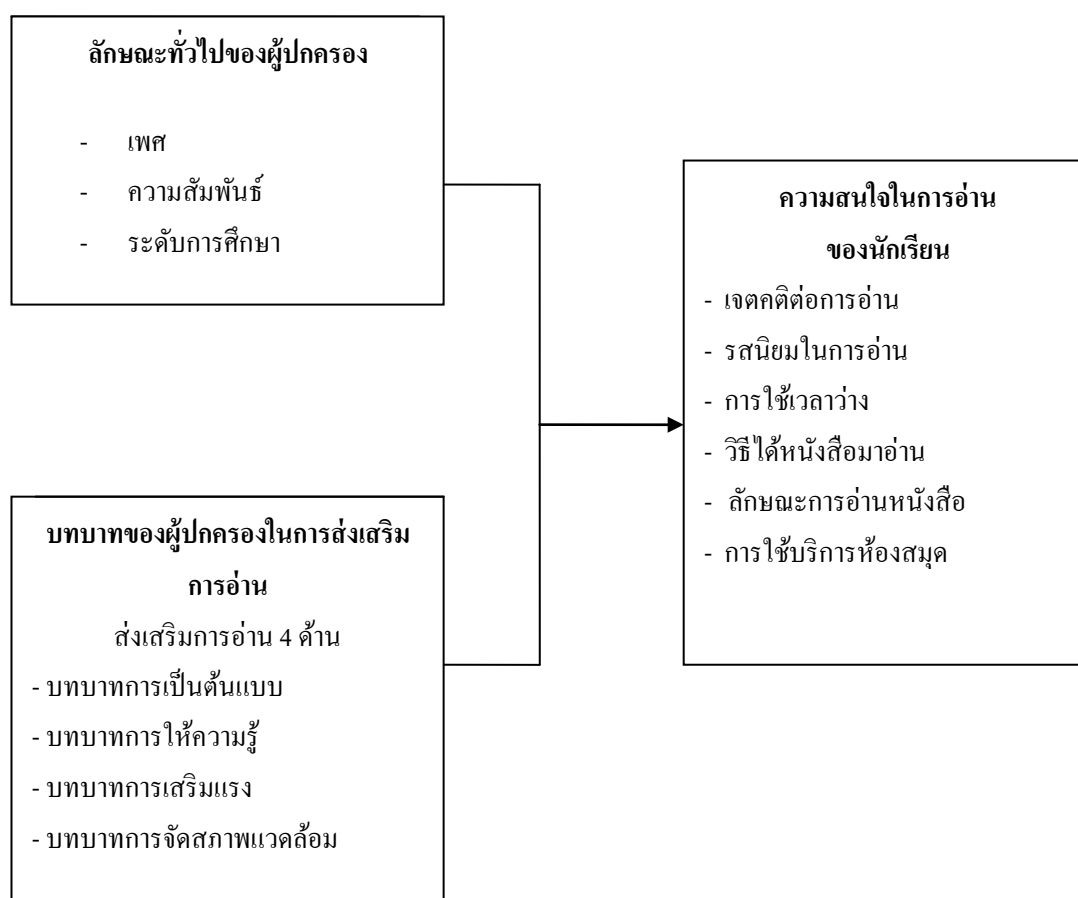 ลักษณะทั่วไปของผู้ปกครอง
- เพศ
- ความสัมพันธ์
- ระดับการศึกษา
บทบาทของผู้ปกครองในการส่งเสริม
การอ่าน
ส่งเสริมการอ่าน 4 ด้าน
- บทบาทการเป็นต้นแบบ
- บทบาทการให้ความรู้
- บทบาทการเสริมแรง
- บทบาทการจัดสภาพแวดล้อม
ความสนใจในการอ่าน
ของนักเรียน
- เจตคติต่อการอ่าน
- รสนิยมในการอ่าน
- การใช้เวลาว่าง
- วิธีได้หนังสือมาอ่าน
- ลักษณะการอ่านหนังสือ
- การใช้บริการห้องสมุด